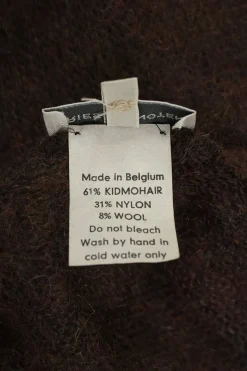 Made in Belgium
61% KIDMOHAIR
31% NYLON
8% WOOL
Do not bleach
Wash by hand in
cold water only